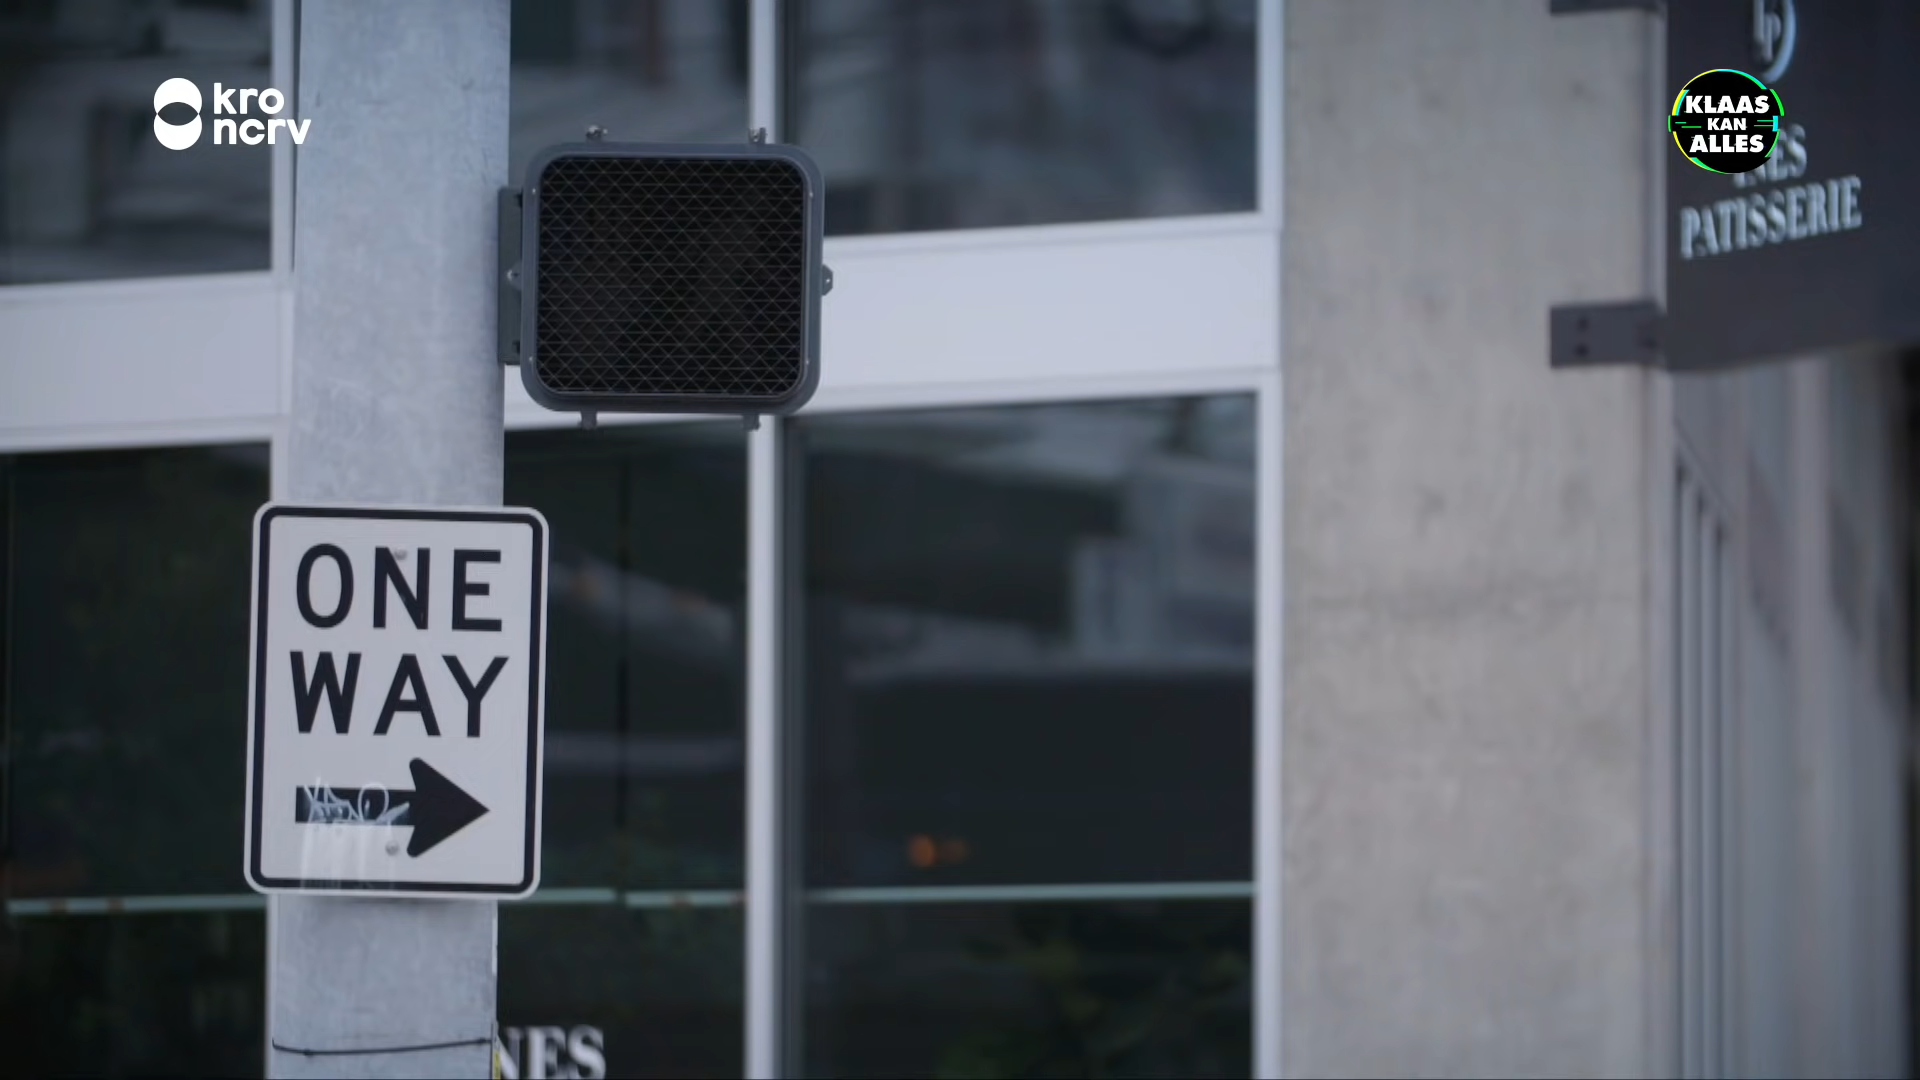 kro
ncrv
KLAAS
KAN
ALLES
PATISSERIE
ONE
WAY
NES